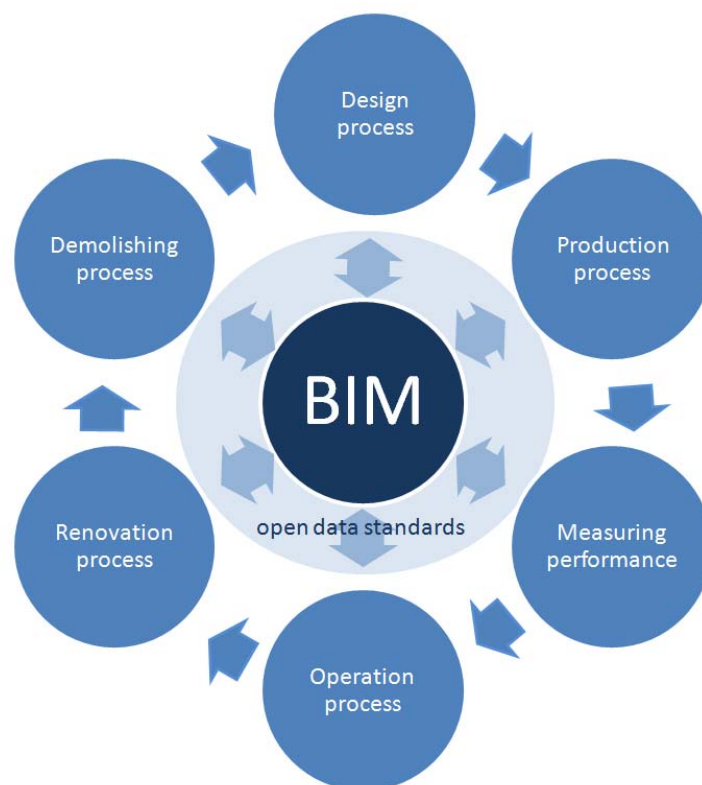 Design
process
Demolishing
process
Production
process
BIM
open data standards
Renovation
process
Measuring
performance
Operation
process